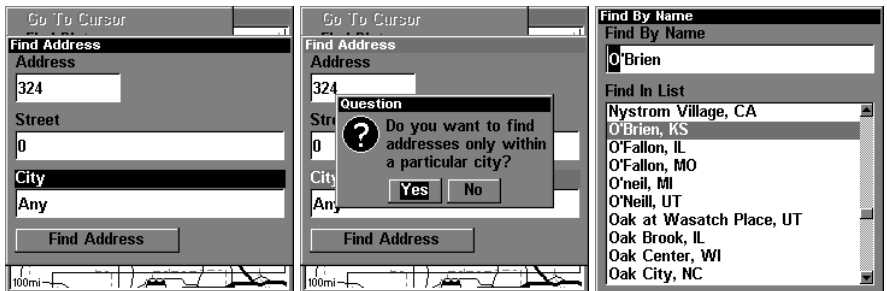 Go To Cursor
Find Address
Address
324
Street
0
City
Any
Find Address
100mi
Go To Cursor
Find Address
Address
324
Question
Do you want to find
addresses only within
a particular city?
Yes No
0
Any
Find Address
100mi
Find By Name
Find By Name
O'Brien
Find In List
Nystrom Village, CA
O'Brien, KS
O'Fallon, IL
O'Fallon, MO
O'neil, MI
O'Neill, UT
Oak at Wasatch Place, UT
Oak Brook, IL
Oak Center, WI
Oak City, NC